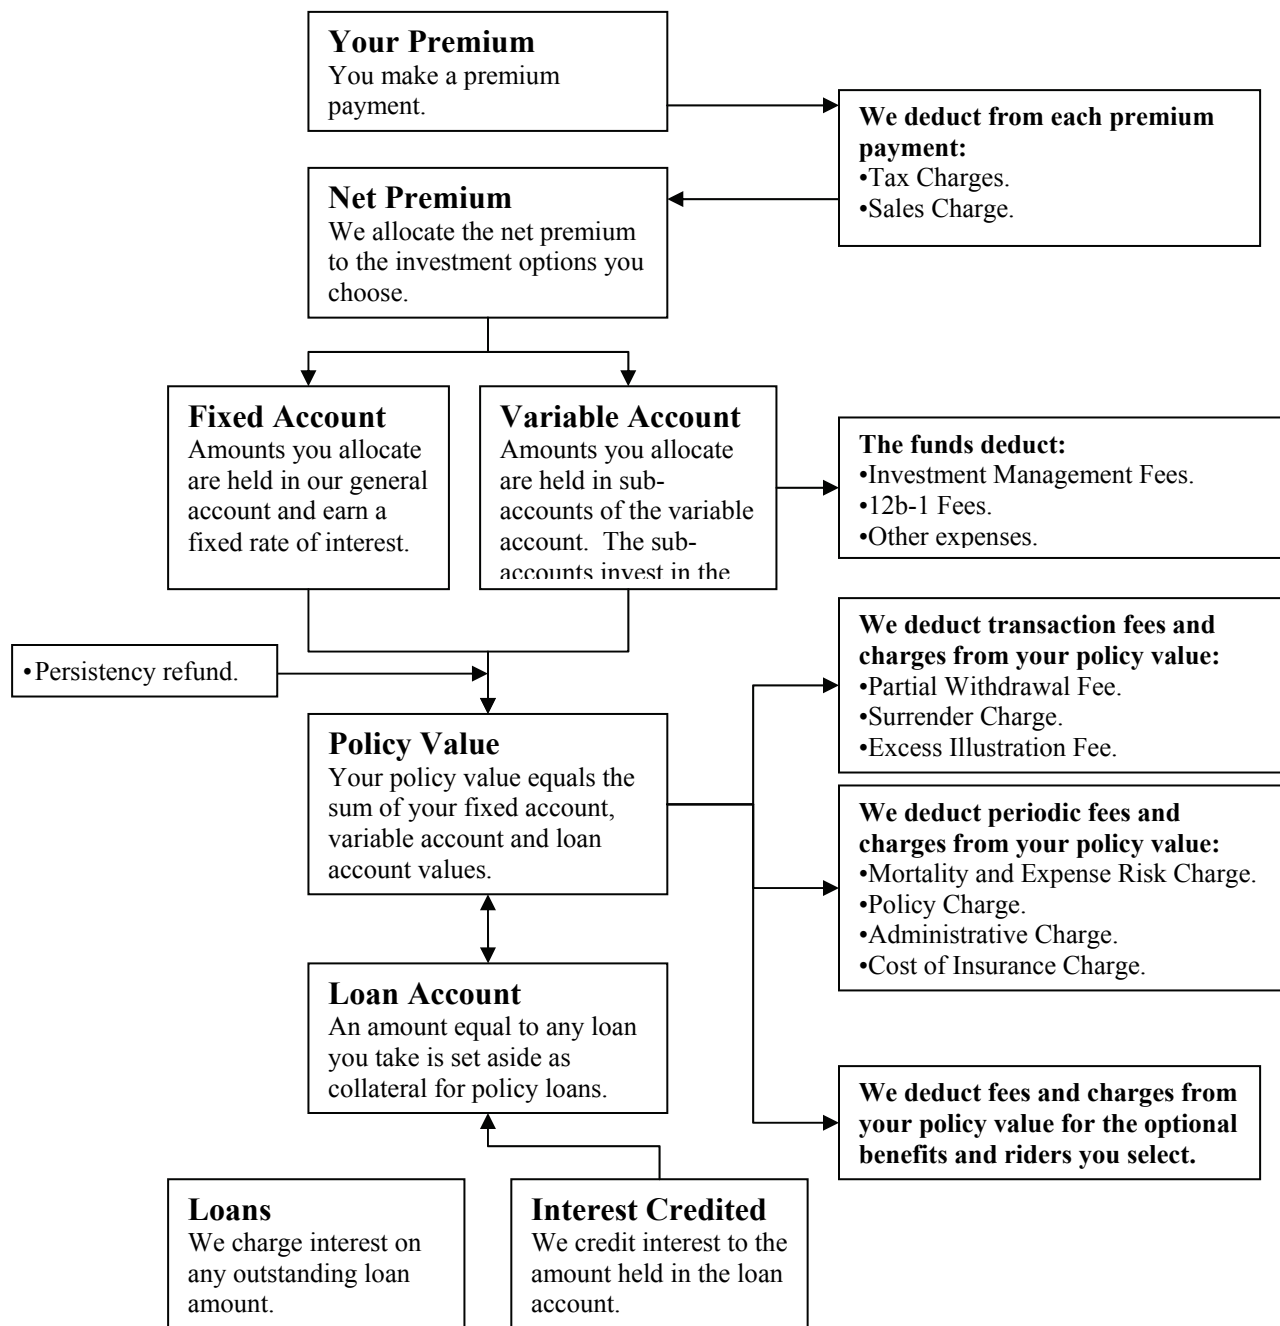 Your Premium
You make a premium
payment.
We deduct from each premium
payment:
•Tax Charges.
•Sales Charge.
Net Premium
We allocate the net premium
to the investment options you
choose.
Fixed Account
Amounts you allocate
are held in our general
account and earn a
fixed rate of interest.
Variable Account
Amounts you allocate
are held in sub-
accounts of the variable
account.  The sub-
accounts invest in the
The funds deduct:
•Investment Management Fees.
•12b-1 Fees.
•Other expenses.
•Persistency refund.
We deduct transaction fees and
charges from your policy value:
•Partial Withdrawal Fee.
•Surrender Charge.
•Excess Illustration Fee.
Policy Value
Your policy value equals the
sum of your fixed account,
variable account and loan
account values.
We deduct periodic fees and
charges from your policy value:
•Mortality and Expense Risk Charge.
•Policy Charge.
•Administrative Charge.
•Cost of Insurance Charge.
Loan Account
An amount equal to any loan
you take is set aside as
collateral for policy loans.
We deduct fees and charges from
your policy value for the optional
benefits and riders you select.
Loans
We charge interest on
any outstanding loan
amount.
Interest Credited
We credit interest to the
amount held in the loan
account.